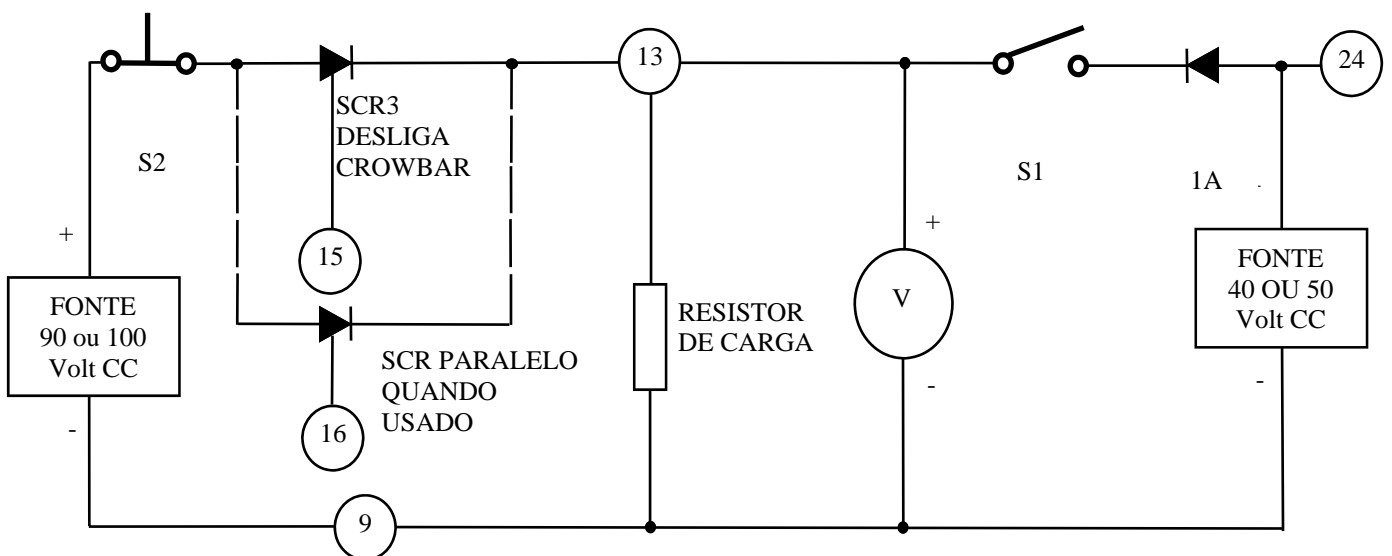 13
24
SCR3
DESLIGA
CROWBAR
S2
S1
1A
+
+
15
FONTE
90 ou 100
Volt CC
V
FONTE
40 OU 50
Volt CC
RESISTOR
DE CARGA
SCR PARALELO
QUANDO
USADO
-
-
-
16
9